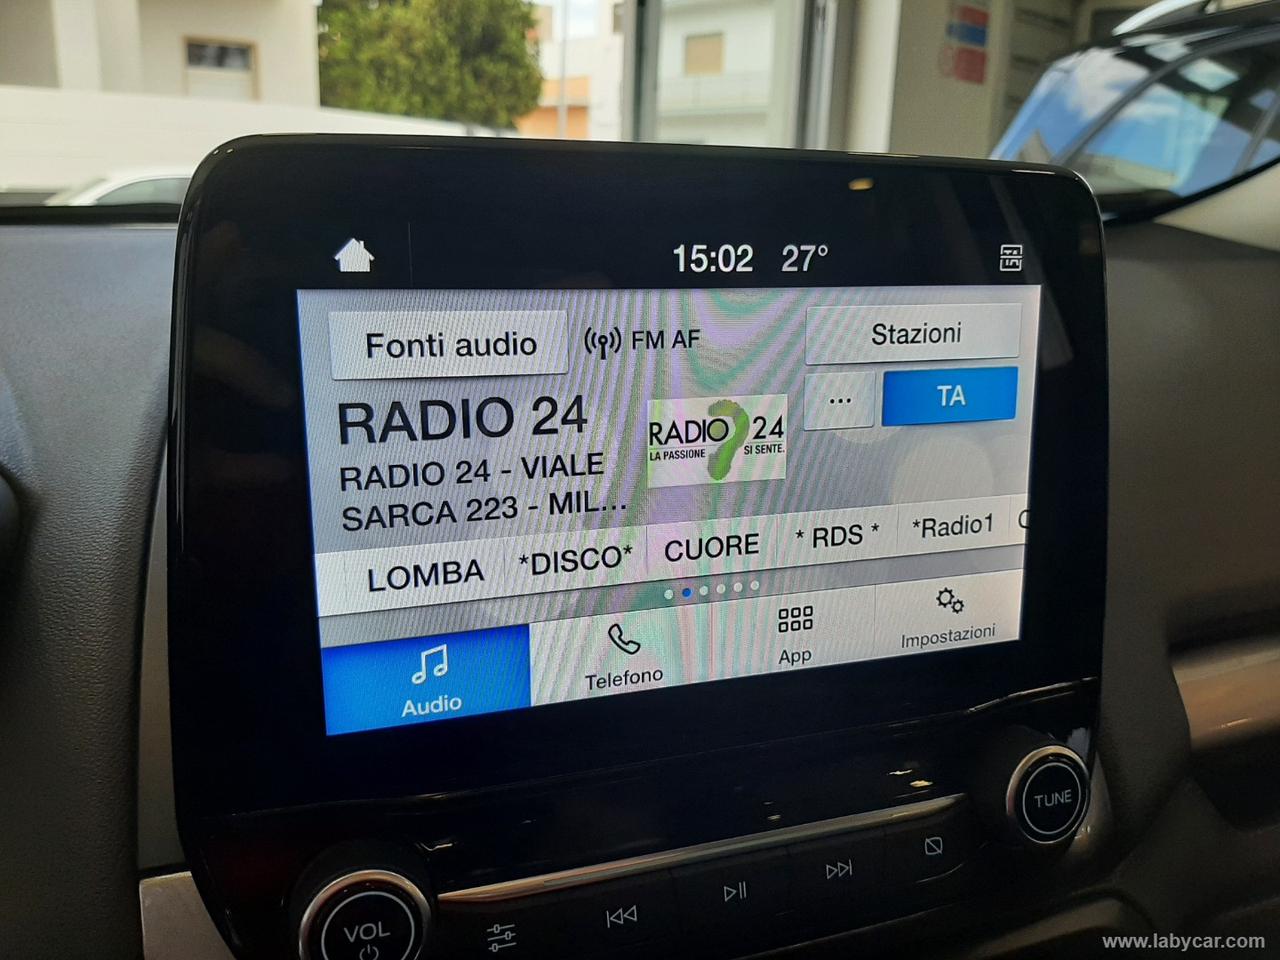 15:02 27°
Fonti audio
FM AF
Stazioni
...
TA
RADIO 24
RADIO 24 - VIALE
SARCA 223 - MIL...
RADIO 24
LA PASSIONE SI SENTE.
LOMBA
*DISCO*
CUORE
* RDS *
*Radio1
Audio
Telefono
App
Impostazioni
VOL
TUNE
www.labycar.com